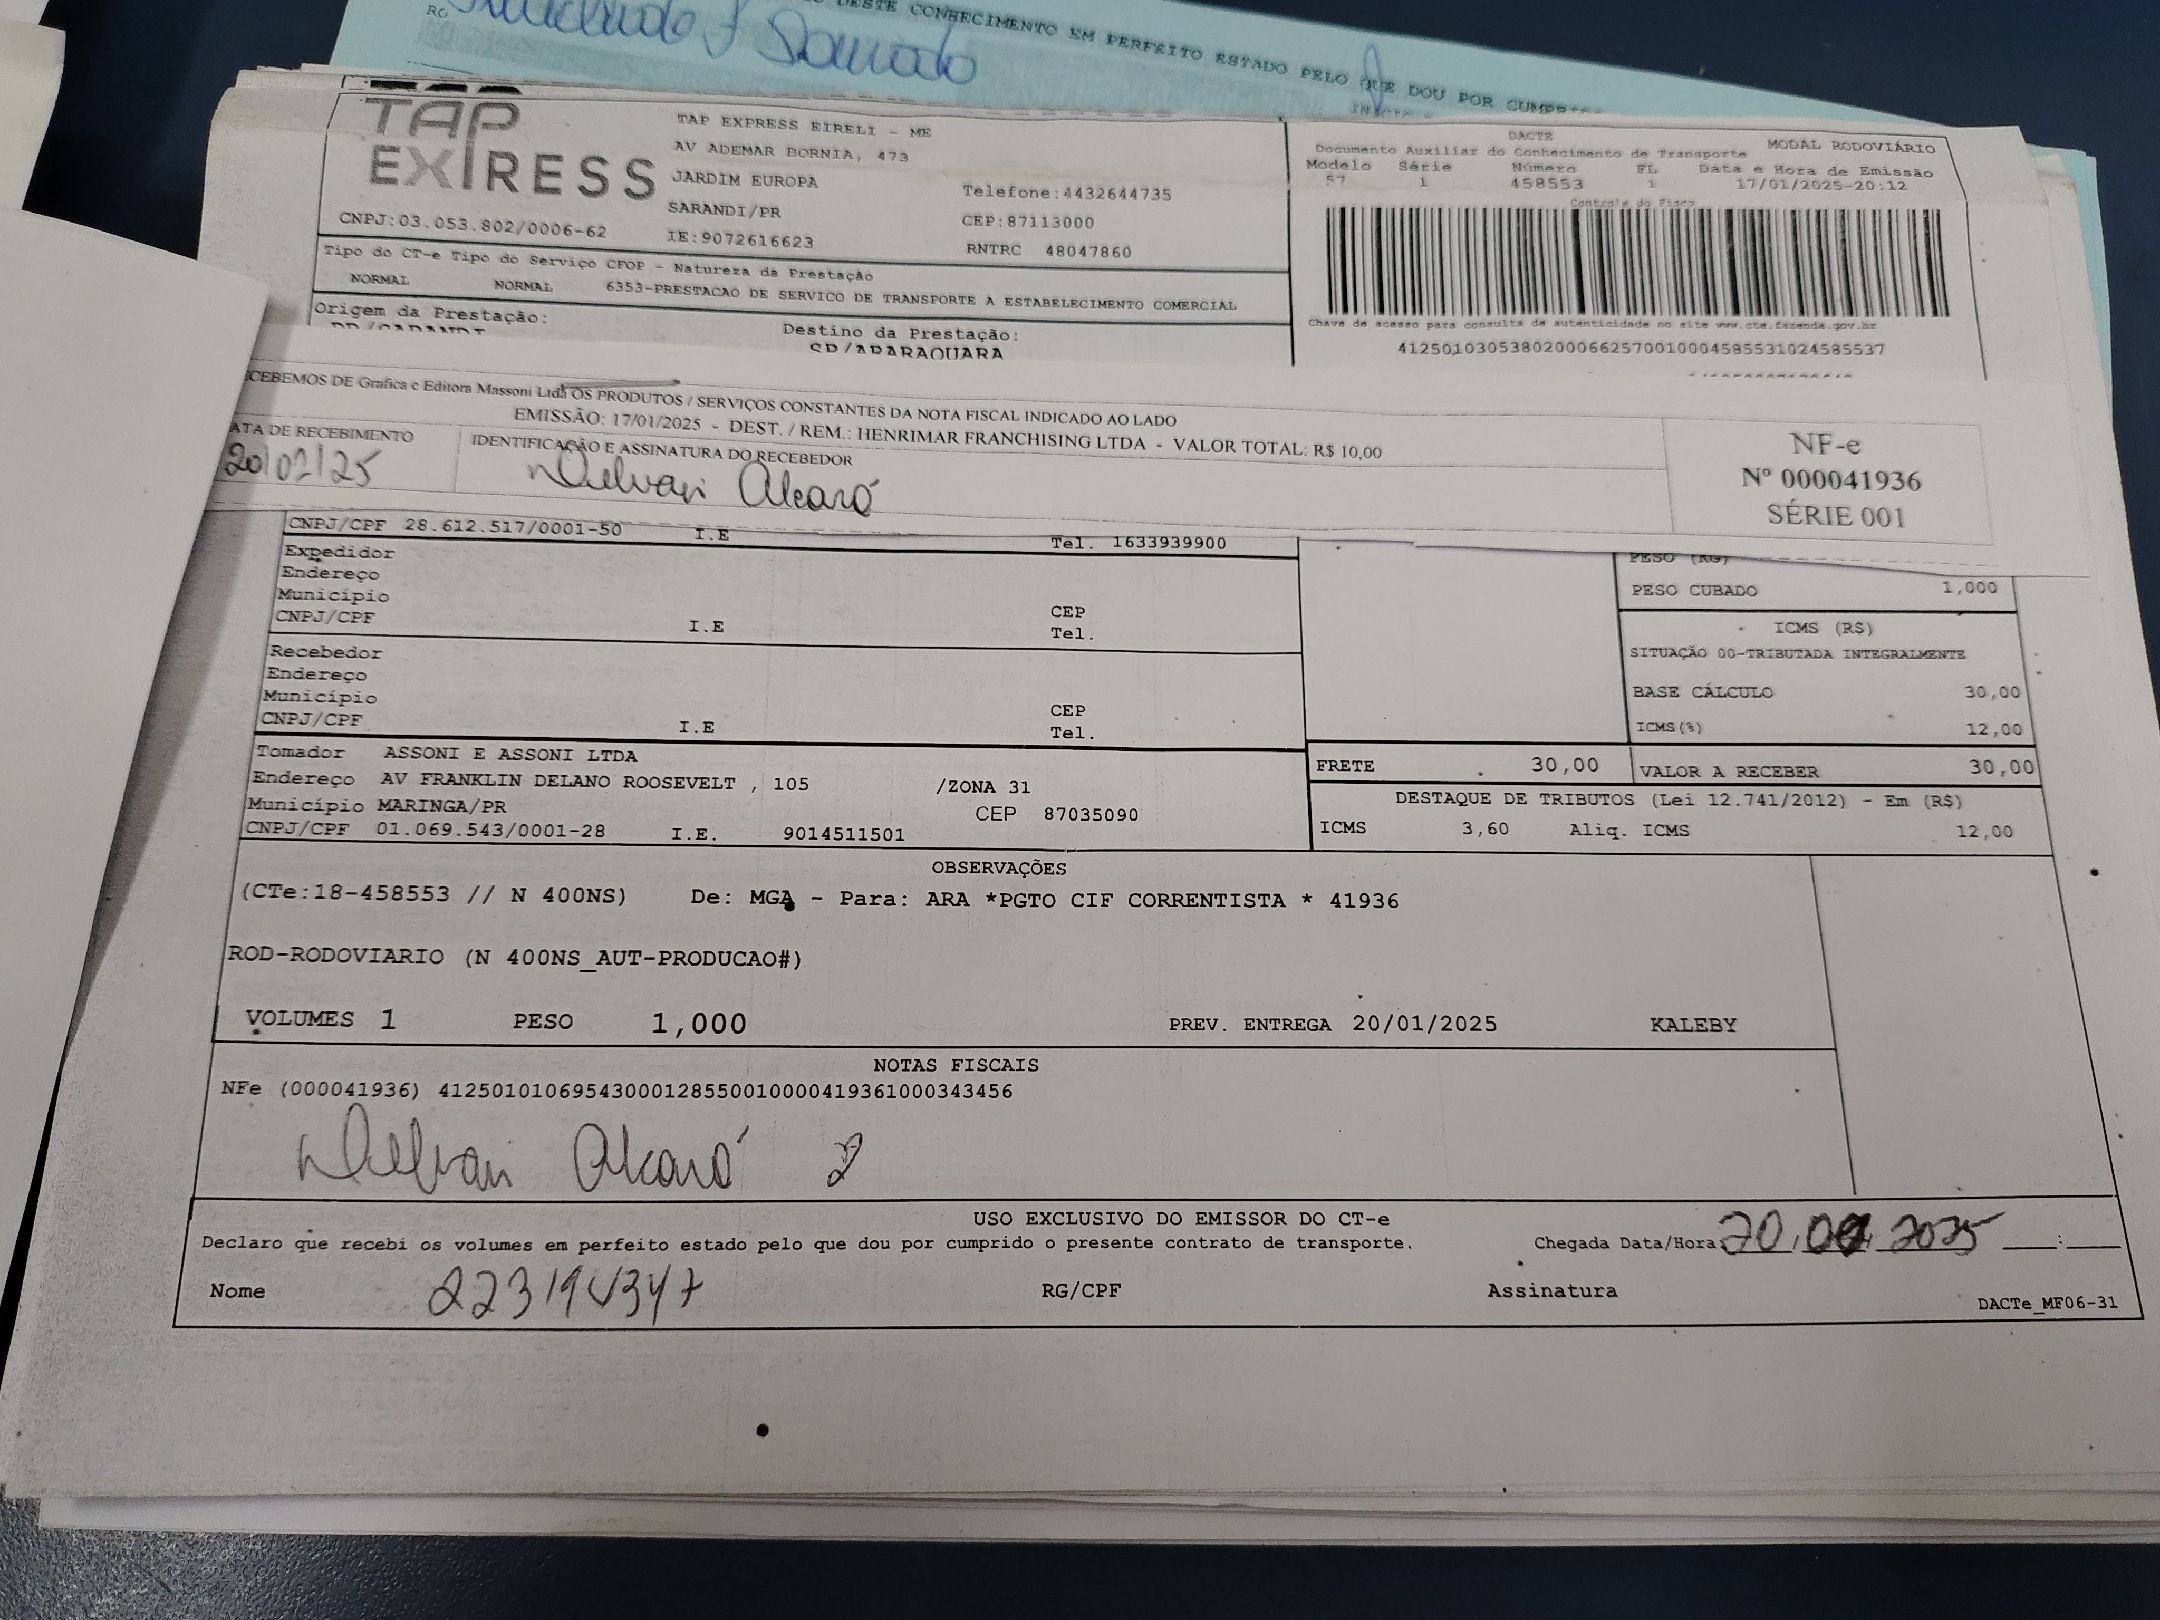 DESTE CONHECIMENTO EM PERFEITO ESTADO PELO QUE DOU POR
RG
TAP
EXPRESS
TAP EXPRESS EIRELI - ME
AV ADEMAR BORNIA, 473
JARDIM EUROPA
SARANDI/PR
IE:9072616623
Telefone:4432644735
CEP:87113000
RNTRC 48047860
CNPJ:03.053.802/0006-62
DACTE MODAL RODOVIÁRIO
Documento Auxiliar do Conhecimento de Transporte
Modelo Série Número FL Data e Hora de Emissão
57 1 458553 1 17/01/2025-20:12
Controle do Fisco
Tipo do CT-e Tipo do Serviço CFOP - Natureza da Prestação
NORMAL NORMAL 6353-PRESTACAO DE SERVICO DE TRANSPORTE A ESTABELECIMENTO COMERCIAL
Origem da Prestação: Destino da Prestação:
PR/SARANDI SP/ARARAQUARA
Chave de acesso para consulta de autenticidade no site www.cte.fazenda.gov.br
41250103053802000662570010004585531024585537
CEBEMOS DE Grafica e Editora Massoni Ltda OS PRODUTOS / SERVIÇOS CONSTANTES DA NOTA FISCAL INDICADO AO LADO
EMISSÃO: 17/01/2025 - DEST. / REM.: HENRIMAR FRANCHISING LTDA - VALOR TOTAL: R$ 10,00
ATA DE RECEBIMENTO IDENTIFICAÇÃO E ASSINATURA DO RECEBEDOR
NF-e
Nº 000041936
SÉRIE 001
CNPJ/CPF 28.612.517/0001-50 I.E Tel. 1633939900
Expedidor
Endereço
Município CEP
CNPJ/CPF I.E Tel.
Recebedor
Endereço
Município CEP
CNPJ/CPF I.E Tel.
PESO (KG)
PESO CUBADO 1,000
ICMS (R$)
SITUAÇÃO 00-TRIBUTADA INTEGRALMENTE
BASE CÁLCULO 30,00
ICMS(%) 12,00
Tomador ASSONI E ASSONI LTDA
Endereço AV FRANKLIN DELANO ROOSEVELT , 105 /ZONA 31
Município MARINGA/PR CEP 87035090
CNPJ/CPF 01.069.543/0001-28 I.E. 9014511501
FRETE 30,00 VALOR A RECEBER 30,00
DESTAQUE DE TRIBUTOS (Lei 12.741/2012) - Em (R$)
ICMS 3,60 Aliq. ICMS 12,00
OBSERVAÇÕES
(CTe:18-458553 // N 400NS) De: MGA - Para: ARA *PGTO CIF CORRENTISTA * 41936
ROD-RODOVIARIO (N 400NS_AUT-PRODUCAO#)
VOLUMES 1 PESO 1,000 PREV. ENTREGA 20/01/2025 KALEBY
NOTAS FISCAIS
NFe (000041936) 41250101069543000128550010000419361000343456
USO EXCLUSIVO DO EMISSOR DO CT-e
Declaro que recebi os volumes em perfeito estado pelo que dou por cumprido o presente contrato de transporte. Chegada Data/Hora:
Nome RG/CPF Assinatura
DACTe_MF06-31